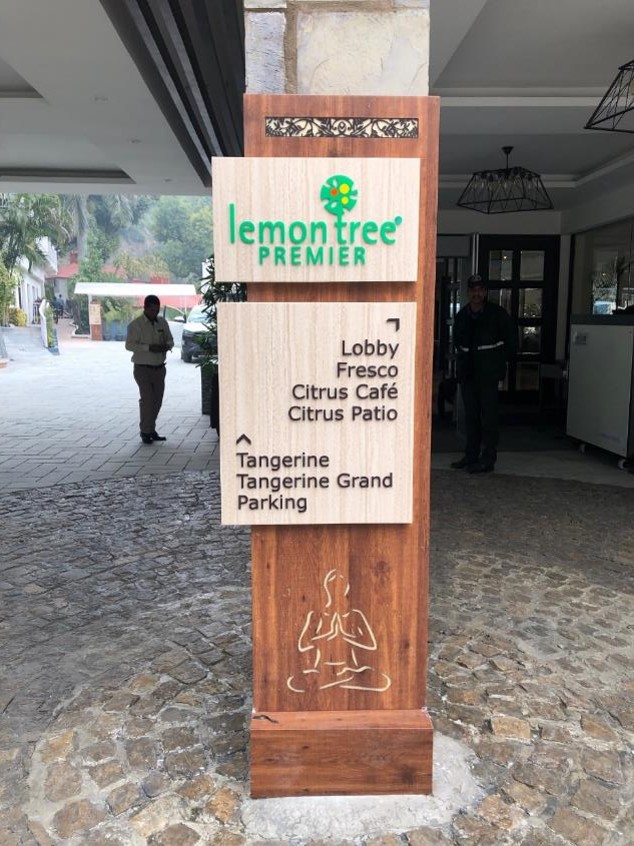 lemon tree
PREMIER
Lobby
Fresco
Citrus Café
Citrus Patio
Tangerine
Tangerine Grand
Parking